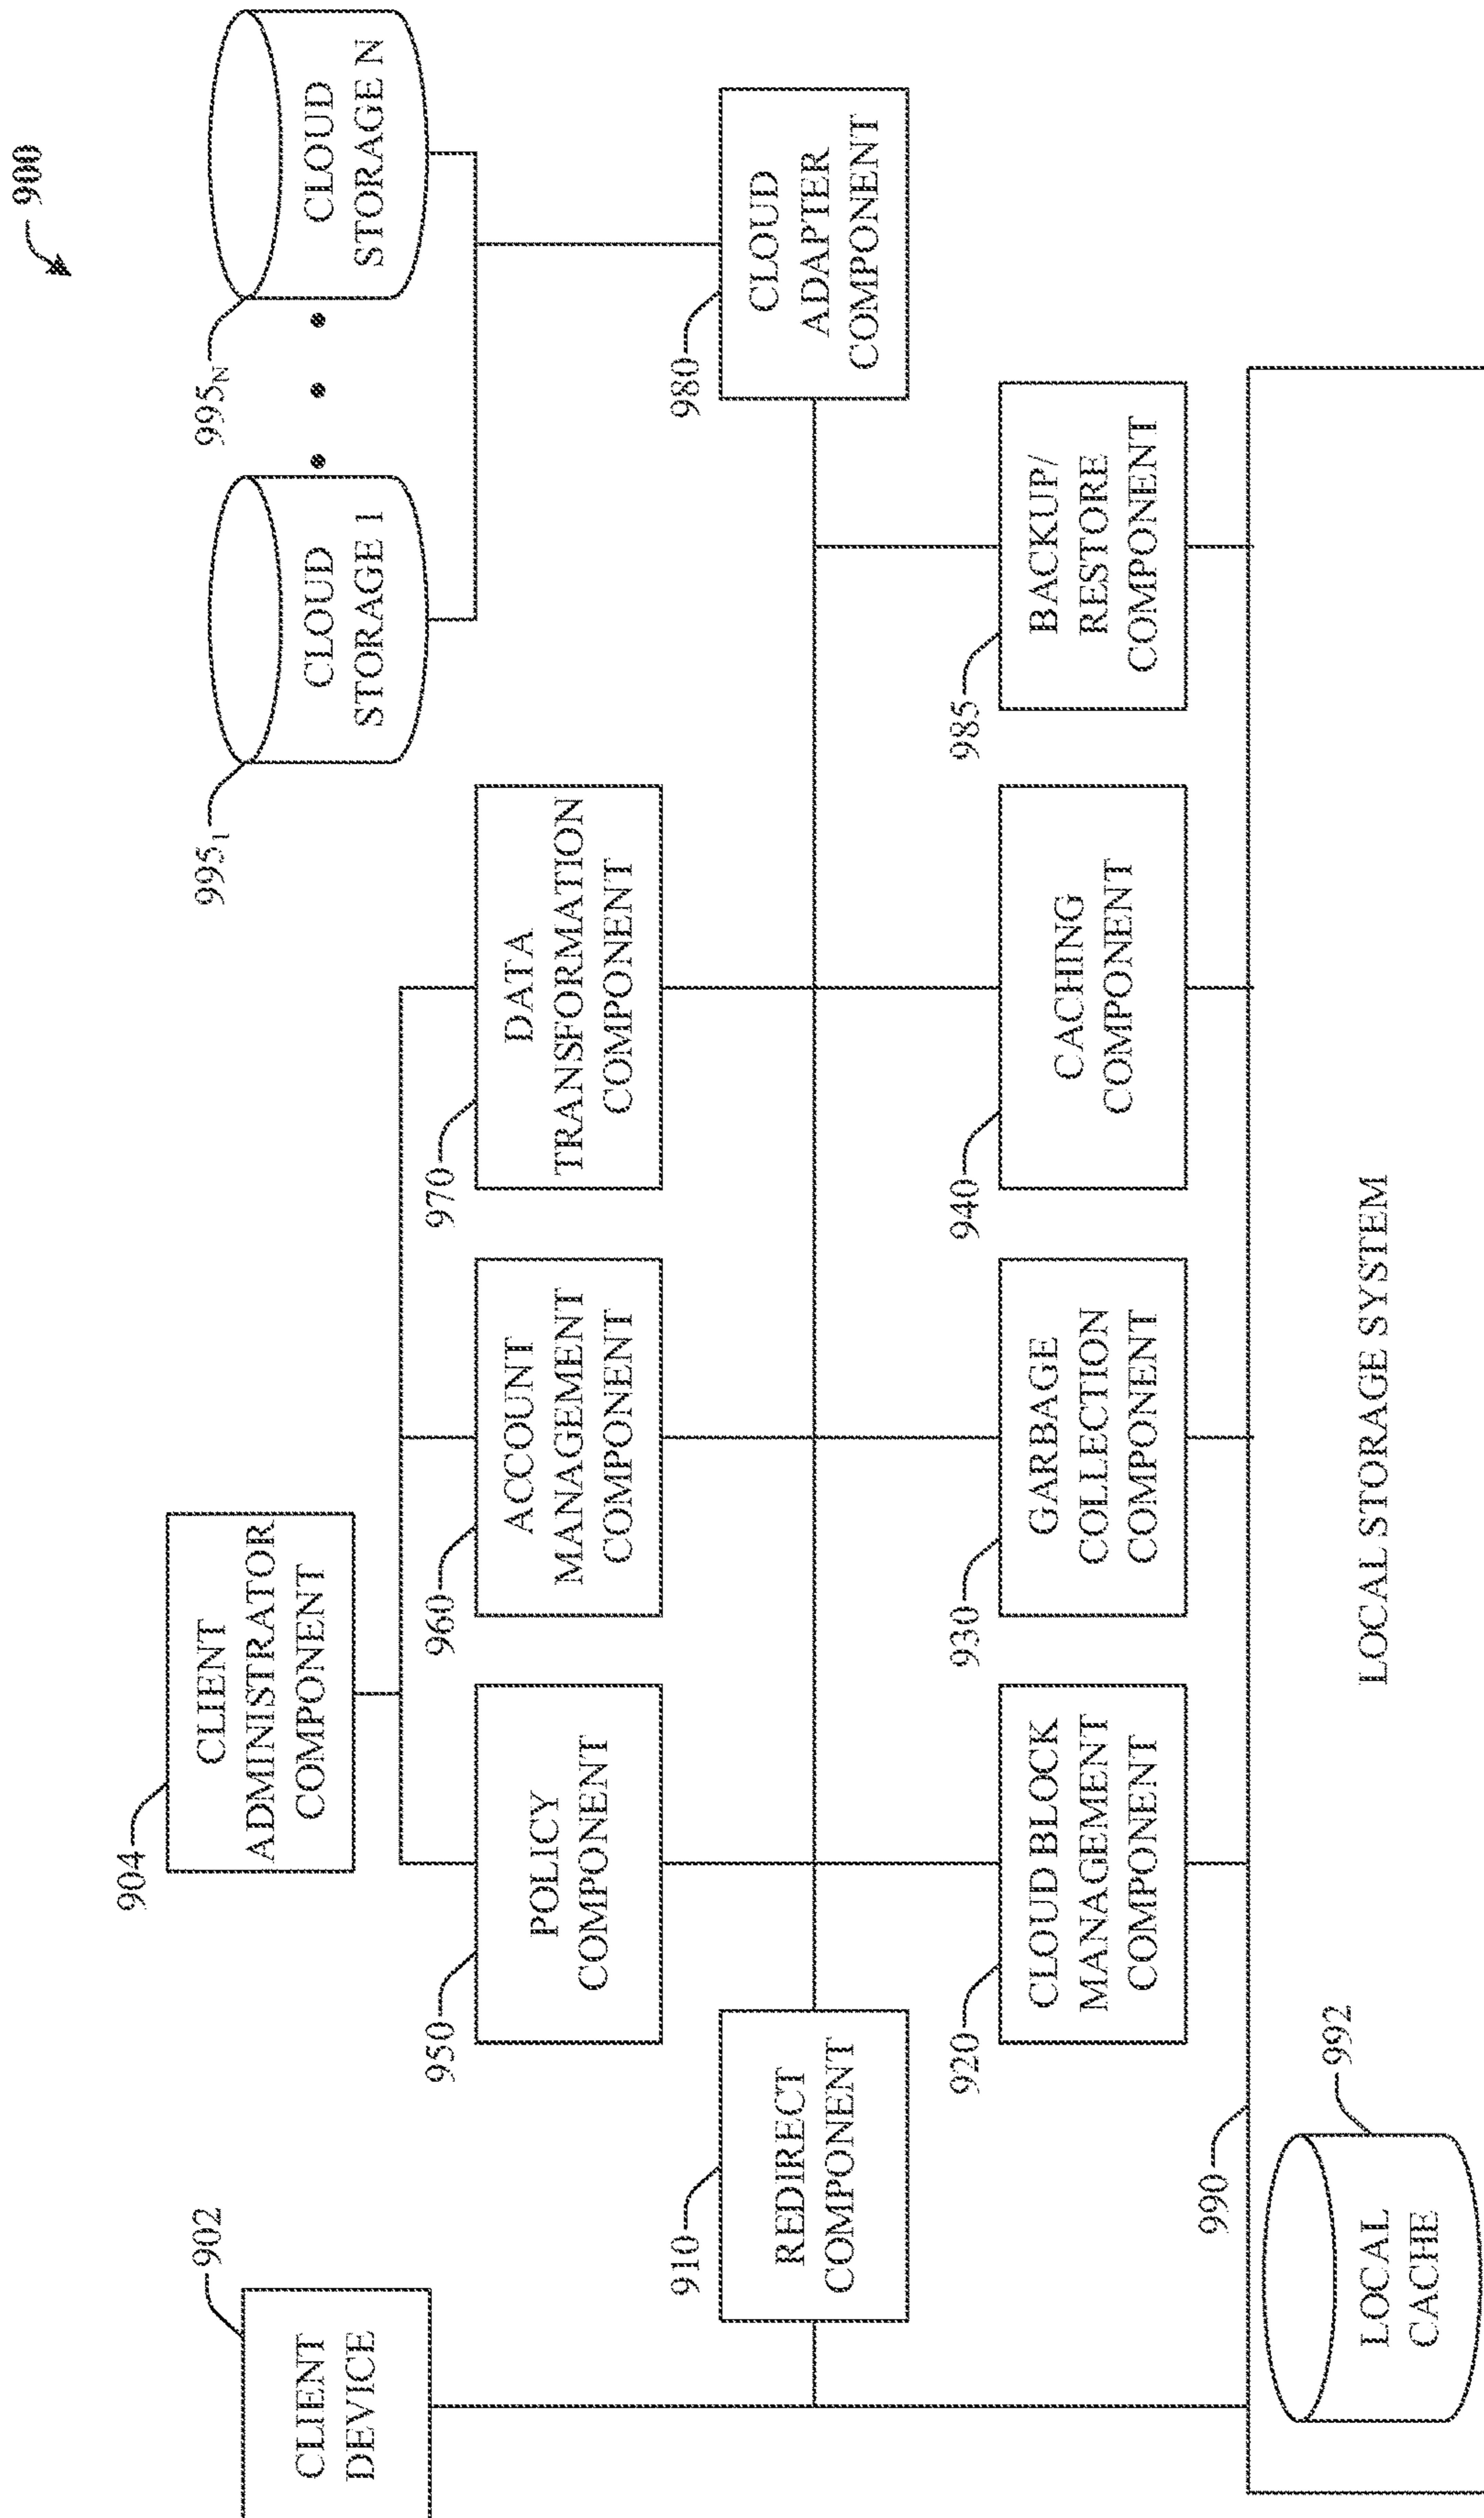 900
902
CLIENT
DEVICE
904
CLIENT
ADMINISTRATOR
COMPONENT
995₁
CLOUD
STORAGE 1
995N
CLOUD
STORAGE N
950
POLICY
COMPONENT
960
ACCOUNT
MANAGEMENT
COMPONENT
970
DATA
TRANSFORMATION
COMPONENT
910
REDIRECT
COMPONENT
980
CLOUD
ADAPTER
COMPONENT
920
CLOUD BLOCK
MANAGEMENT
COMPONENT
930
GARBAGE
COLLECTION
COMPONENT
940
CACHING
COMPONENT
985
BACKUP/
RESTORE
COMPONENT
990
992
LOCAL
CACHE
LOCAL STORAGE SYSTEM